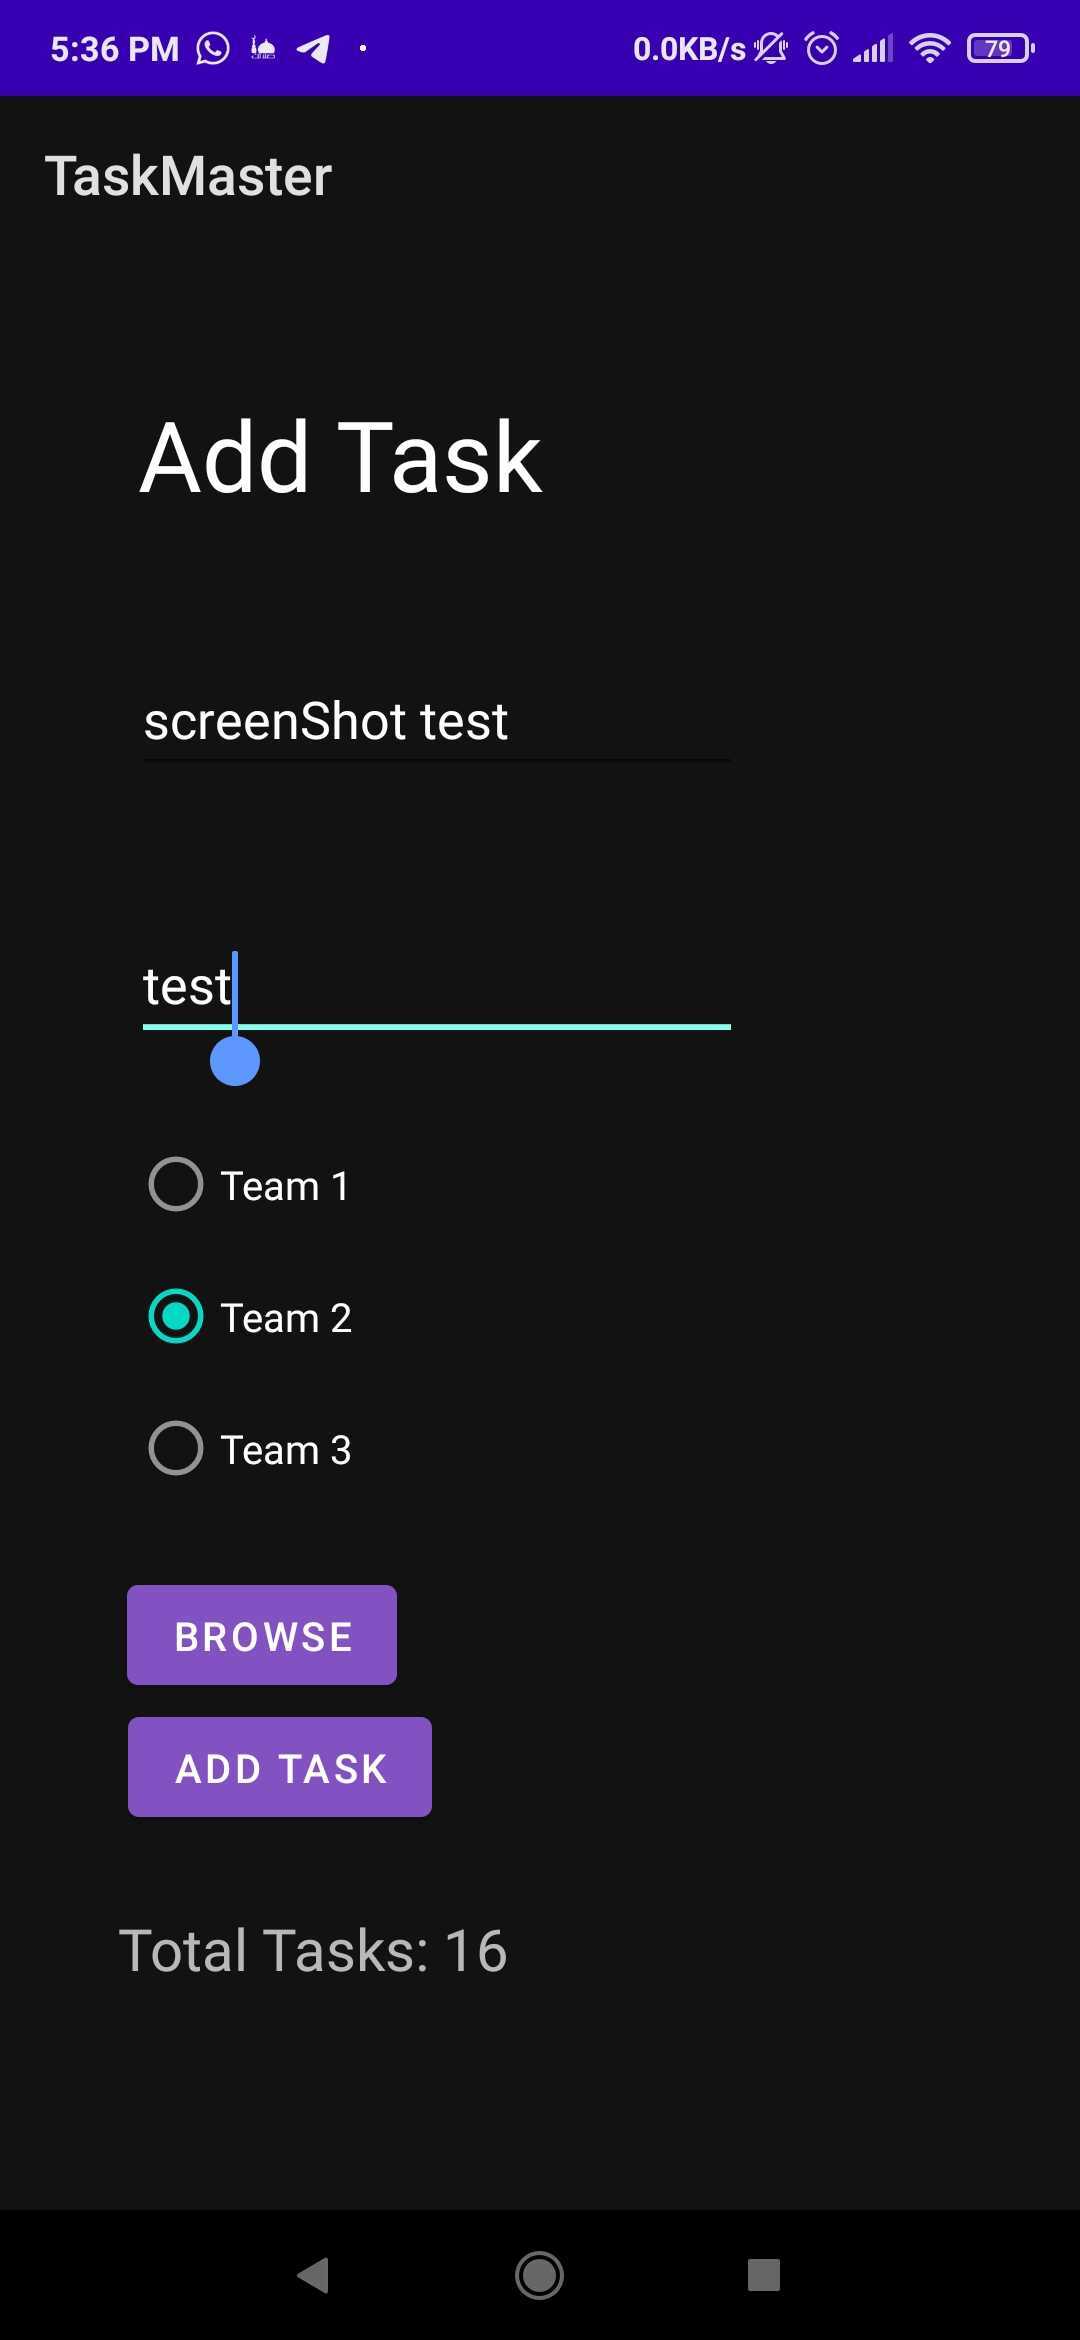 5:36 PM
0.0KB/s
79
TaskMaster
Add Task
screenShot test
test
Team 1
Team 2
Team 3
BROWSE
ADD TASK
Total Tasks: 16